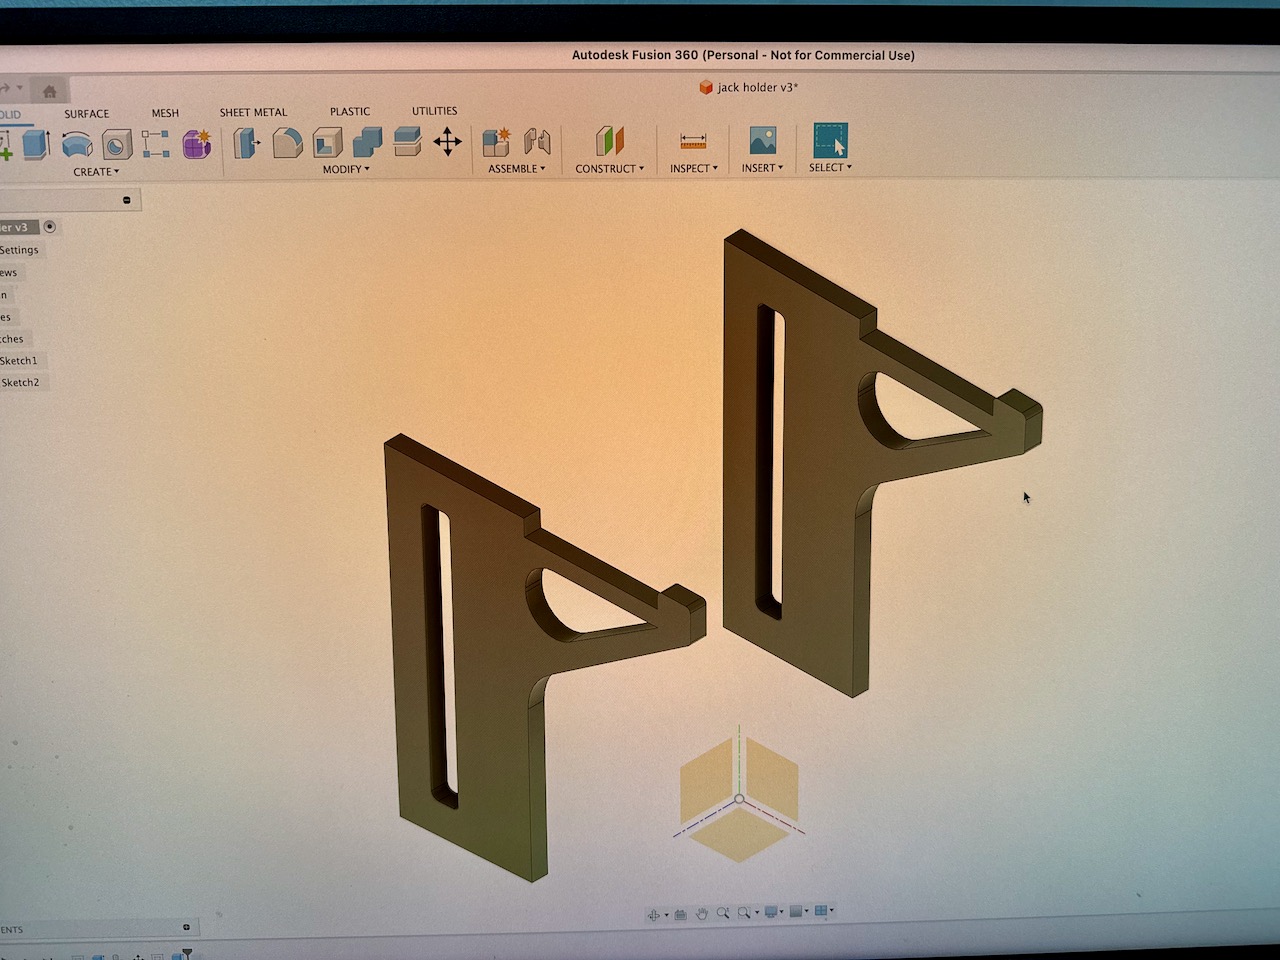 Autodesk Fusion 360 (Personal - Not for Commercial Use)
jack holder v3*
OLID SURFACE MESH SHEET METAL PLASTIC UTILITIES
CREATE MODIFY ASSEMBLE CONSTRUCT INSPECT INSERT SELECT
er v3
Settings
ews
n
es
ches
Sketch1
Sketch2
ENTS